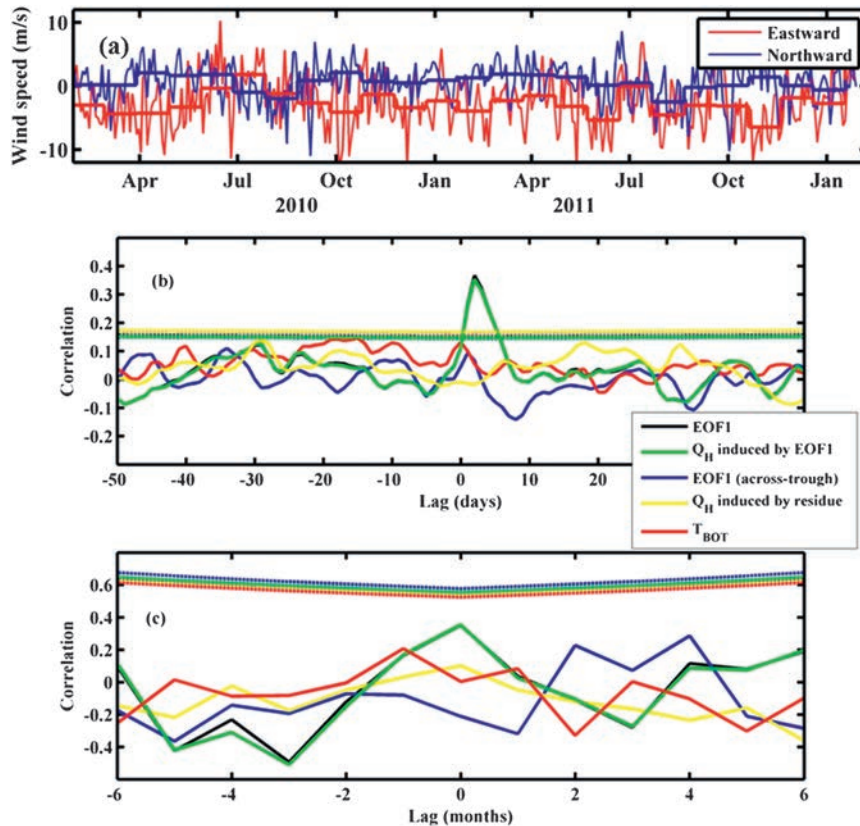 Wind speed (m/s)
10
0
-10
(a)
Eastward
Northward
Apr Jul Oct Jan Apr Jul Oct Jan
2010 2011
Correlation
0.4
0.3
0.2
0.1
0
-0.1
-0.2
(b)
-50 -40 -30 -20 -10 0 10 20
Lag (days)
EOF1
Q_H induced by EOF1
EOF1 (across-trough)
Q_H induced by residue
T_BOT
Correlation
0.6
0.4
0.2
0
-0.2
-0.4
(c)
-6 -4 -2 0 2 4 6
Lag (months)